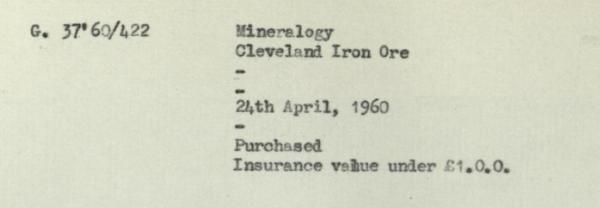 G. 37'60/422 Mineralogy
Cleveland Iron Ore
-
-
24th April, 1960
-
Purchased
Insurance value under £1.0.0.